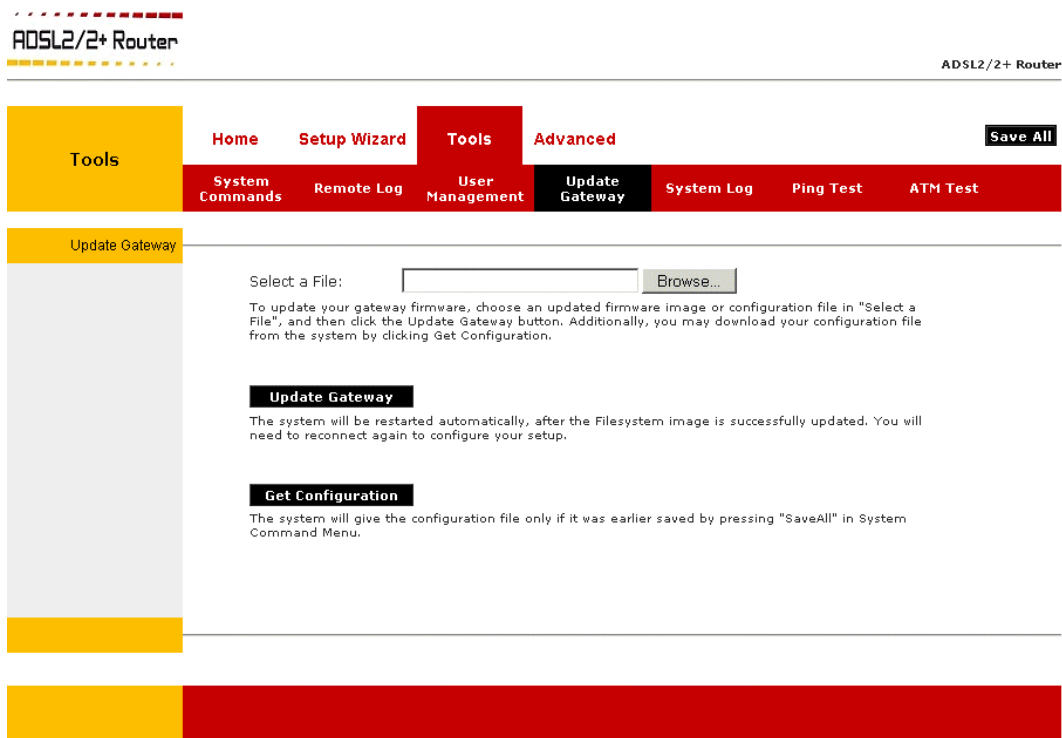 ADSL2/2+ Router
ADSL2/2+ Router
Tools
Home Setup Wizard Tools Advanced
Save All
System Commands Remote Log User Management Update Gateway System Log Ping Test ATM Test
Update Gateway
Select a File: Browse...
To update your gateway firmware, choose an updated firmware image or configuration file in "Select a
File", and then click the Update Gateway button. Additionally, you may download your configuration file
from the system by clicking Get Configuration.
Update Gateway
The system will be restarted automatically, after the Filesystem image is successfully updated. You will
need to reconnect again to configure your setup.
Get Configuration
The system will give the configuration file only if it was earlier saved by pressing "SaveAll" in System
Command Menu.